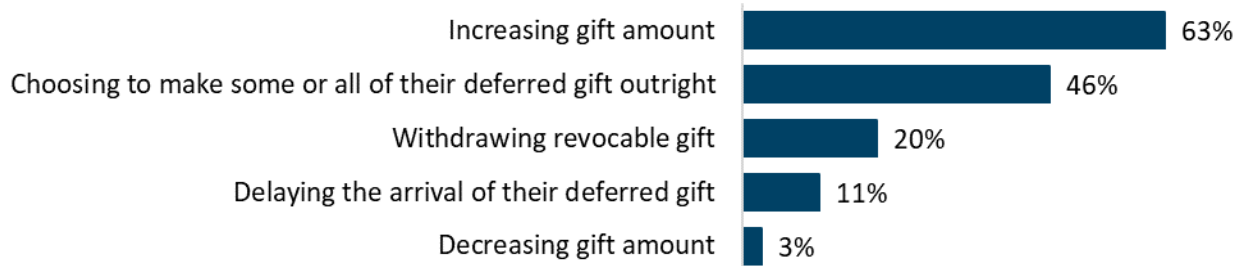 Increasing gift amount 63%
Choosing to make some or all of their deferred gift outright 46%
Withdrawing revocable gift 20%
Delaying the arrival of their deferred gift 11%
Decreasing gift amount 3%